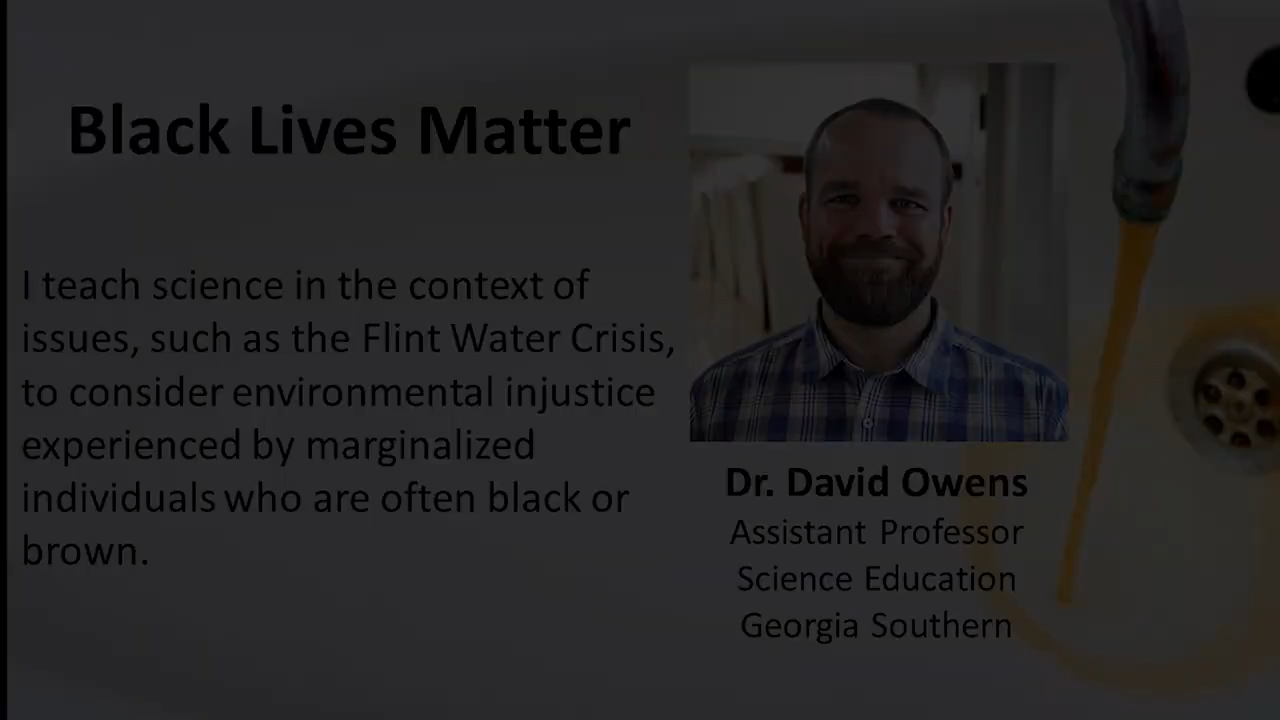 Black Lives Matter
I teach science in the context of
issues, such as the Flint Water Crisis,
to consider environmental injustice
experienced by marginalized
individuals who are often black or
brown.
Dr. David Owens
Assistant Professor
Science Education
Georgia Southern